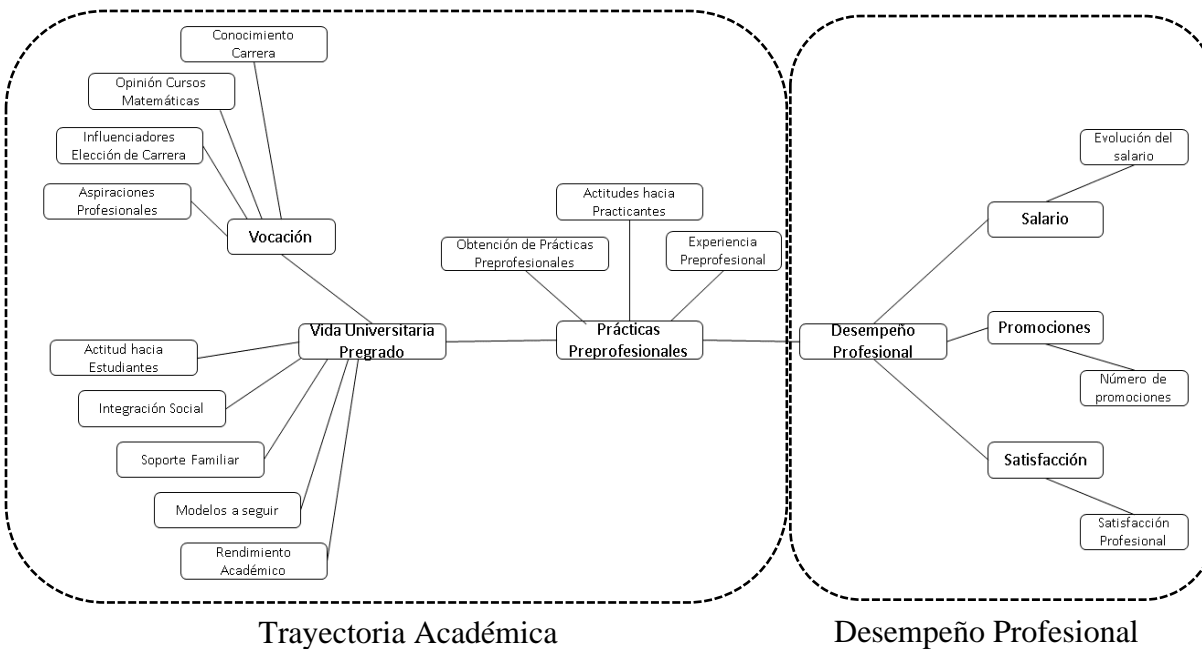 Conocimiento
Carrera
Opinión Cursos
Matemáticas
Influenciadores
Elección de Carrera
Aspiraciones
Profesionales
Vocación
Actitudes hacia
Practicantes
Obtención de Prácticas
Preprofesionales
Experiencia
Preprofesional
Vida Universitaria
Pregrado
Prácticas
Preprofesionales
Actitud hacia
Estudiantes
Integración Social
Soporte Familiar
Modelos a seguir
Rendimiento
Académico
Evolución del
salario
Salario
Desempeño
Profesional
Promociones
Número de
promociones
Satisfacción
Satisfacción
Profesional
Trayectoria Académica
Desempeño Profesional